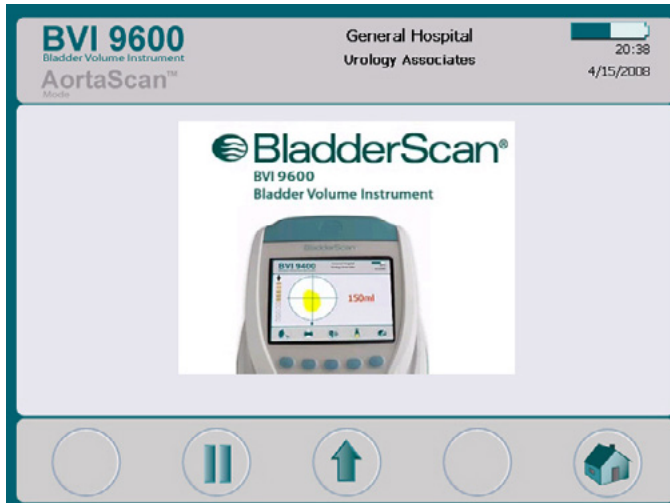 BVI 9600
Bladder Volume Instrument
AortaScan™
Mode
General Hospital
Urology Associates
20:38
4/15/2008
BladderScan®
BVI 9600
Bladder Volume Instrument
BladderScan
BVI 9400
150ml